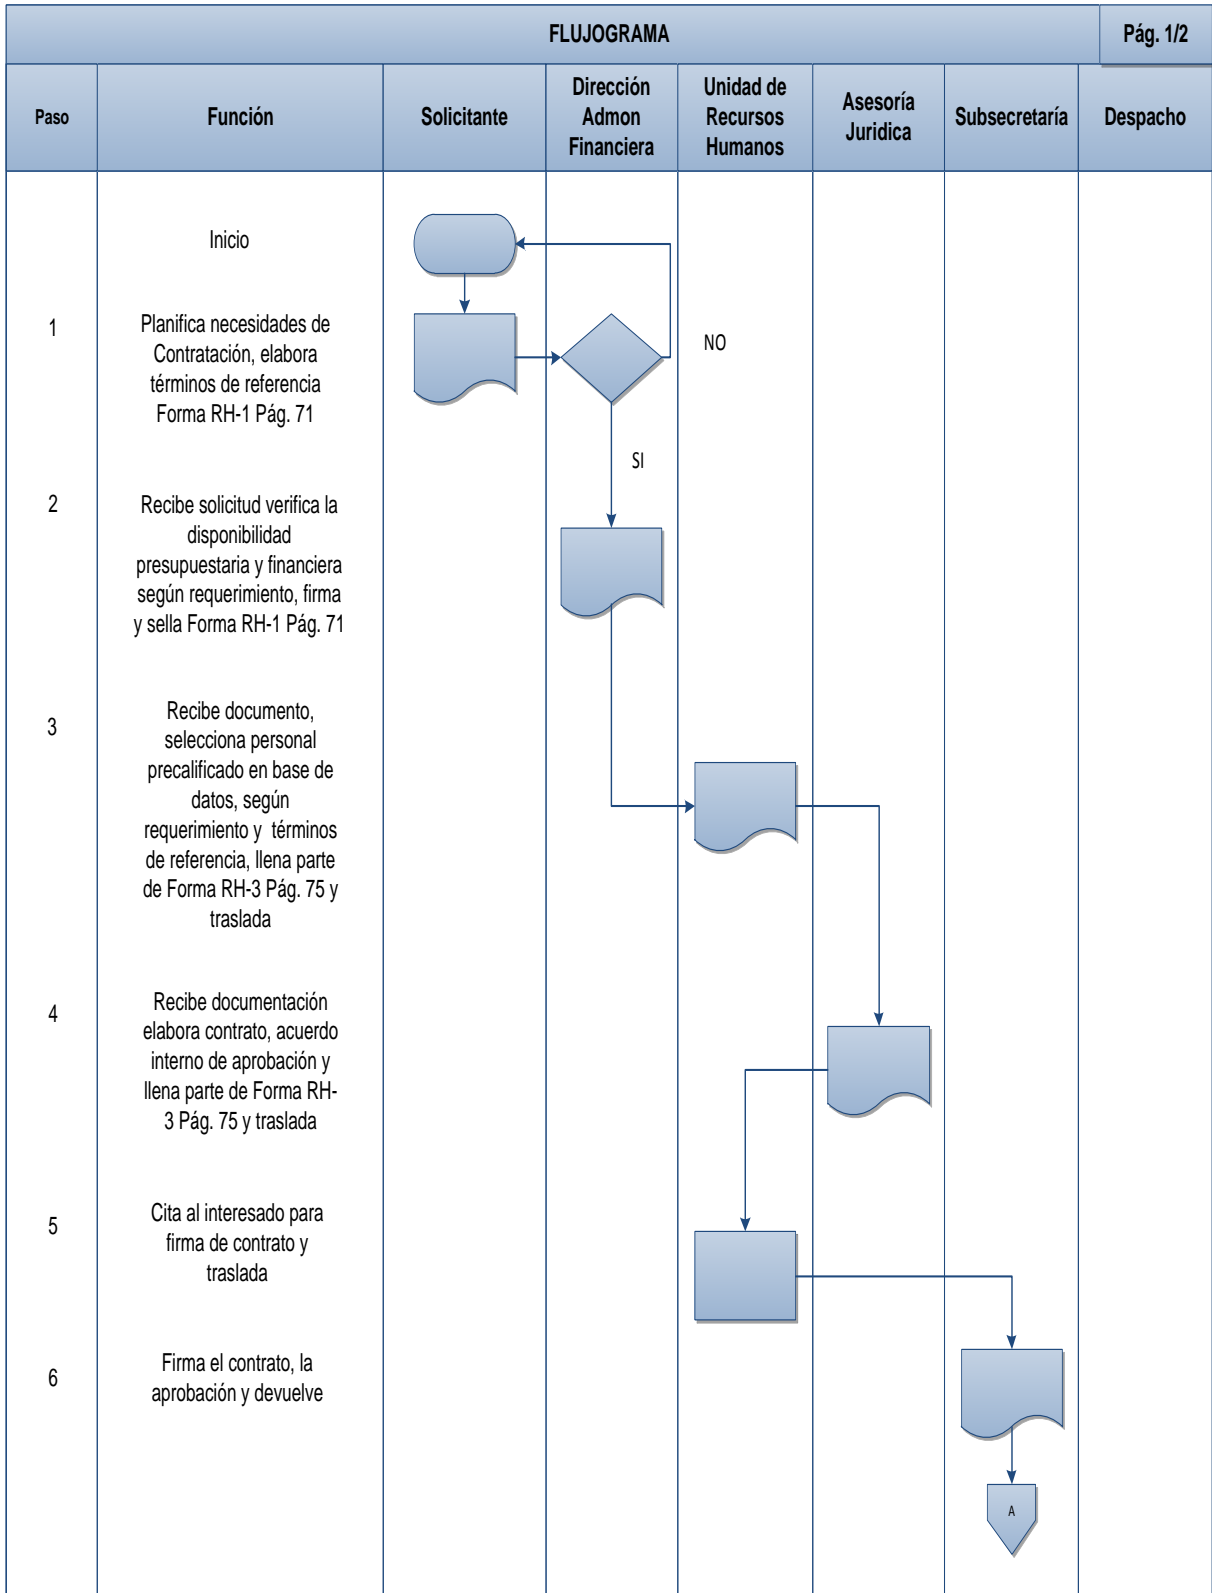 FLUJOGRAMA
Pág. 1/2
Paso
Función
Solicitante
Dirección
Admon
Financiera
Unidad de
Recursos
Humanos
Asesoría
Juridica
Subsecretaría
Despacho
Inicio
1
Planifica necesidades de
Contratación, elabora
términos de referencia
Forma RH-1 Pág. 71
NO
SI
2
Recibe solicitud verifica la
disponibilidad
presupuestaria y financiera
según requerimiento, firma
y sella Forma RH-1 Pág. 71
3
Recibe documento,
selecciona personal
precalificado en base de
datos, según
requerimiento y términos
de referencia, llena parte
de Forma RH-3 Pág. 75 y
traslada
4
Recibe documentación
elabora contrato, acuerdo
interno de aprobación y
llena parte de Forma RH-
3 Pág. 75 y traslada
5
Cita al interesado para
firma de contrato y
traslada
6
Firma el contrato, la
aprobación y devuelve
A